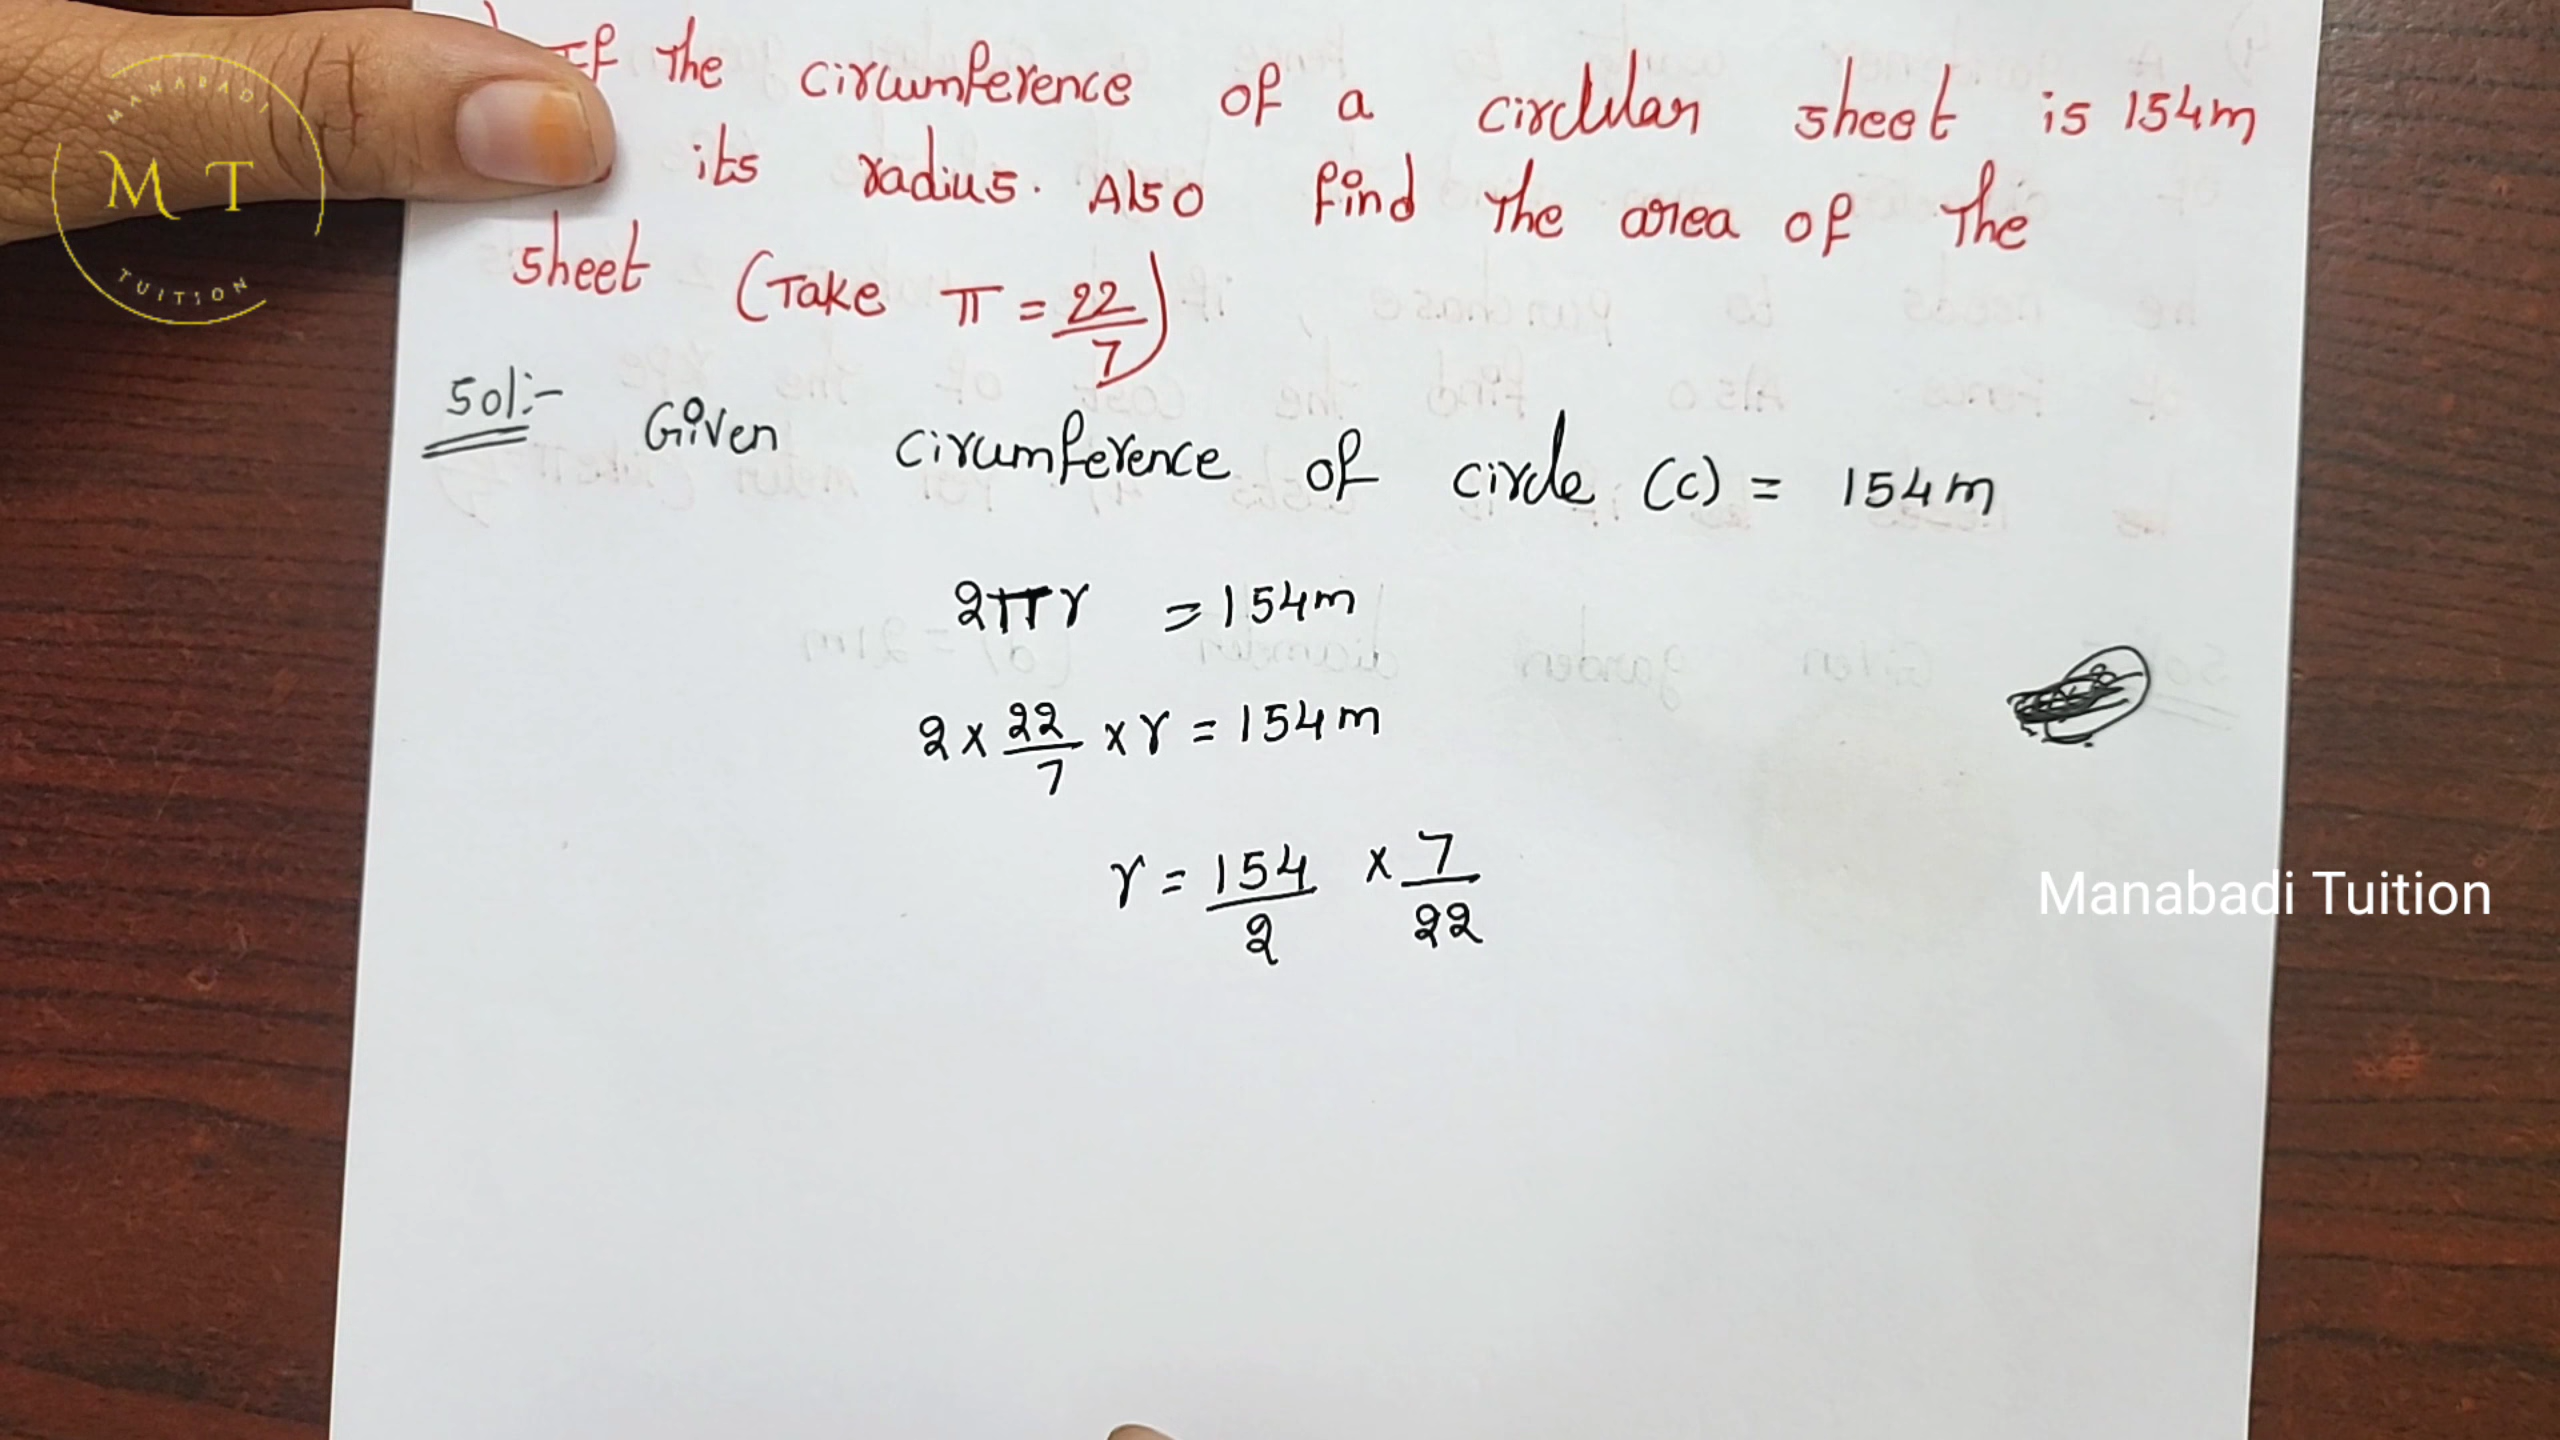 MANABADI
MT
TUITION
If the circumference of a circular sheet is 154m
its radius. Also find the area of the
sheet (Take π = 22/7)
Sol:- Given circumference of circle (c) = 154m
2πr = 154m
2 × 22/7 × r = 154m
r = 154/2 × 7/22
Manabadi Tuition